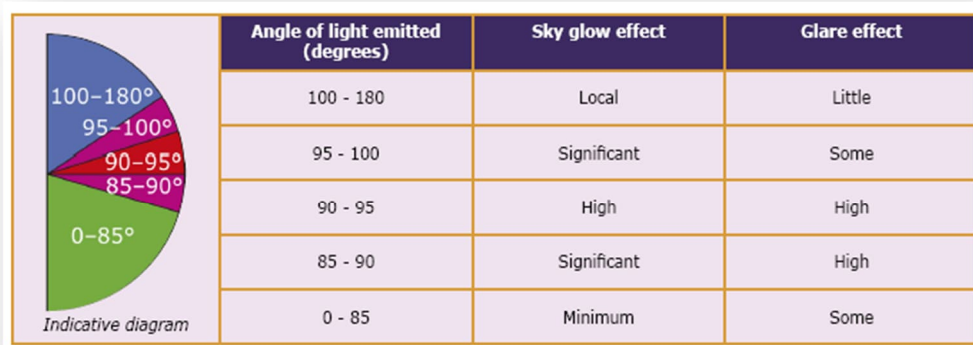 100–180°
95–100°
90–95°
85–90°
0–85°
Indicative diagram
Angle of light emitted
(degrees)
Sky glow effect
Glare effect
100 - 180
Local
Little
95 - 100
Significant
Some
90 - 95
High
High
85 - 90
Significant
High
0 - 85
Minimum
Some